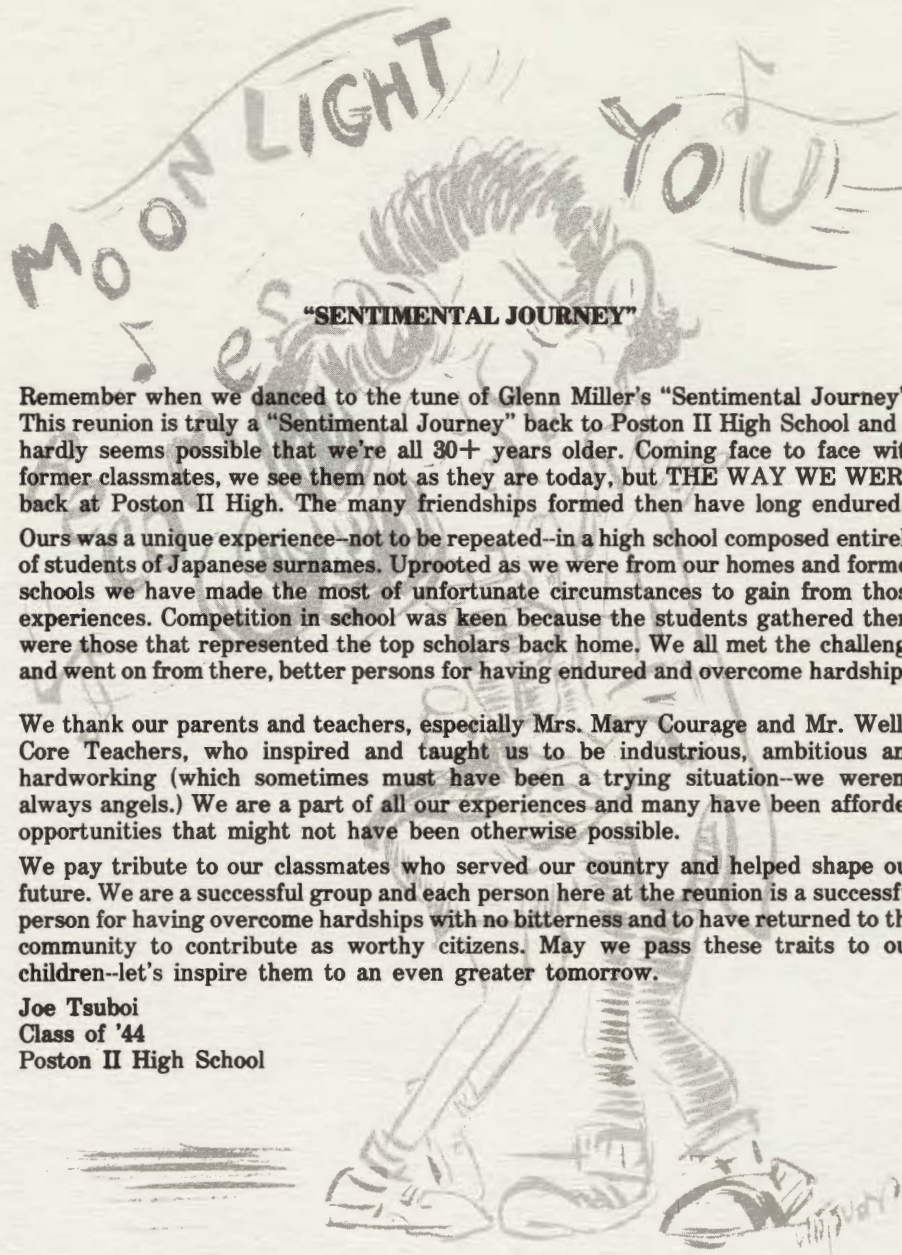 MOONLIGHT
YOU
“SENTIMENTAL JOURNEY”
Remember when we danced to the tune of Glenn Miller's “Sentimental Journey”
This reunion is truly a “Sentimental Journey” back to Poston II High School and
hardly seems possible that we're all 30+ years older. Coming face to face wit
former classmates, we see them not as they are today, but THE WAY WE WER
back at Poston II High. The many friendships formed then have long endured.
Ours was a unique experience--not to be repeated--in a high school composed entirel
of students of Japanese surnames. Uprooted as we were from our homes and forme
schools we have made the most of unfortunate circumstances to gain from thos
experiences. Competition in school was keen because the students gathered ther
were those that represented the top scholars back home. We all met the challeng
and went on from there, better persons for having endured and overcome hardship
We thank our parents and teachers, especially Mrs. Mary Courage and Mr. Well
Core Teachers, who inspired and taught us to be industrious, ambitious an
hardworking (which sometimes must have been a trying situation--we weren
always angels.) We are a part of all our experiences and many have been afforde
opportunities that might not have been otherwise possible.
We pay tribute to our classmates who served our country and helped shape ou
future. We are a successful group and each person here at the reunion is a successf
person for having overcome hardships with no bitterness and to have returned to th
community to contribute as worthy citizens. May we pass these traits to ou
children--let's inspire them to an even greater tomorrow.
Joe Tsuboi
Class of '44
Poston II High School